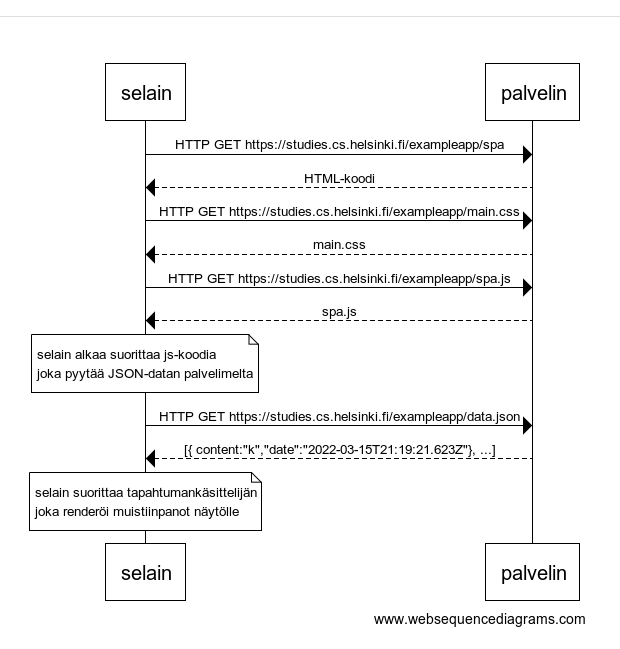 selain
palvelin
HTTP GET https://studies.cs.helsinki.fi/exampleapp/spa
HTML-koodi
HTTP GET https://studies.cs.helsinki.fi/exampleapp/main.css
main.css
HTTP GET https://studies.cs.helsinki.fi/exampleapp/spa.js
spa.js
selain alkaa suorittaa js-koodia
joka pyytää JSON-datan palvelimelta
HTTP GET https://studies.cs.helsinki.fi/exampleapp/data.json
[{ content:"k","date":"2022-03-15T21:19:21.623Z"}, ...]
selain suorittaa tapahtumankäsittelijän
joka renderöi muistiinpanot näytölle
selain
palvelin
www.websequencediagrams.com